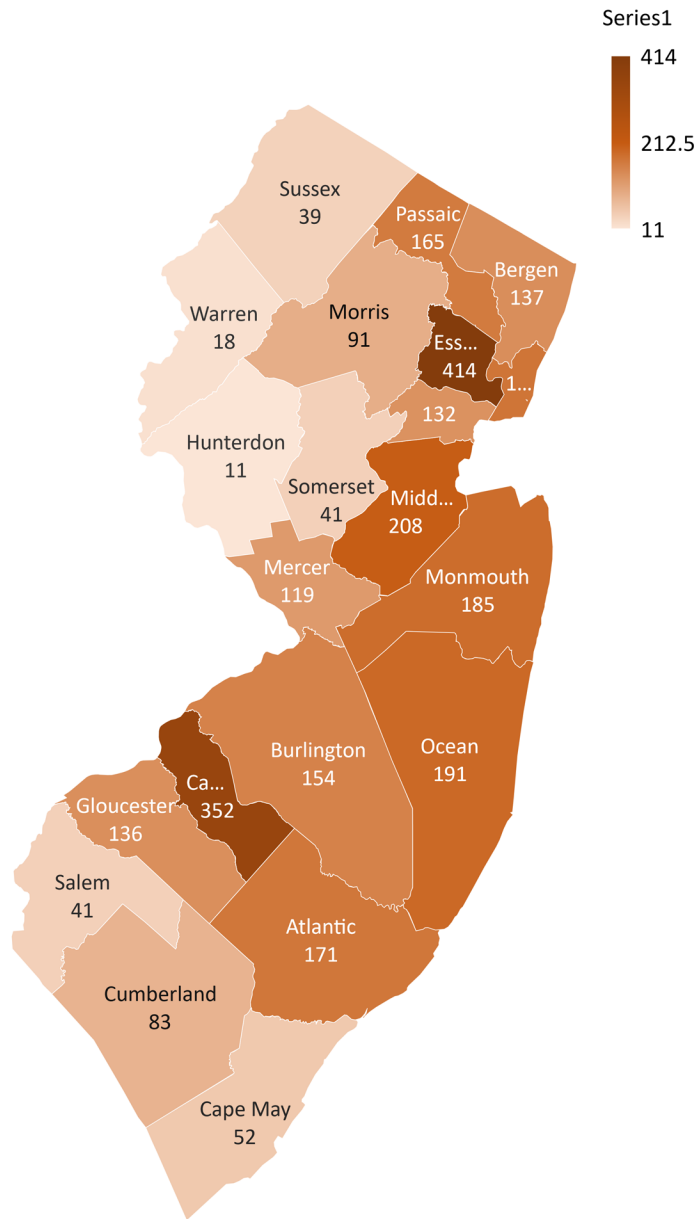 Series1
414
212.5
11
Sussex
39
Passaic
165
Bergen
137
Warren
18
Morris
91
Ess...
414
1...
132
Hunterdon
11
Somerset
41
Midd...
208
Mercer
119
Monmouth
185
Burlington
154
Ocean
191
Ca...
352
Gloucester
136
Salem
41
Atlantic
171
Cumberland
83
Cape May
52